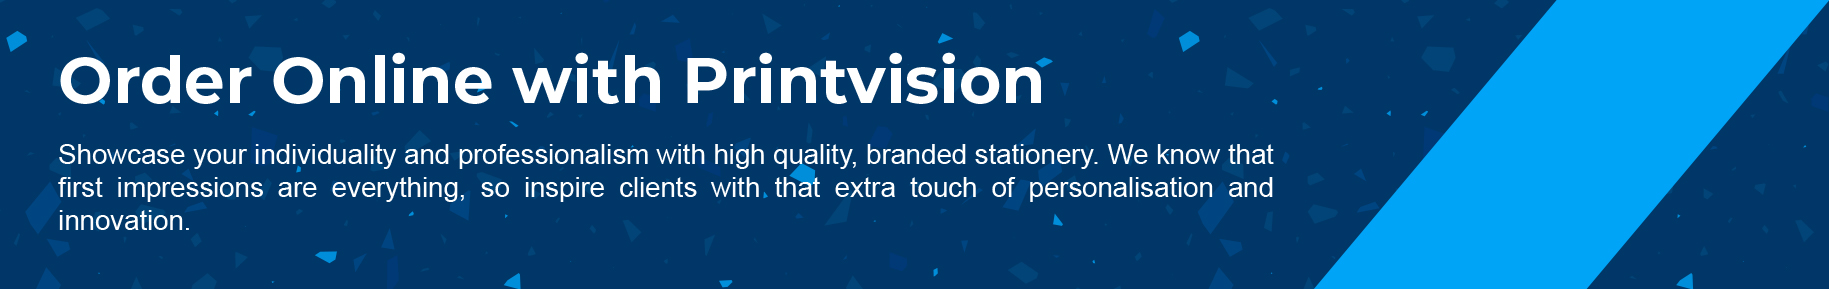 Order Online with Printvision
Showcase your individuality and professionalism with high quality, branded stationery. We know that
first impressions are everything, so inspire clients with that extra touch of personalisation and
innovation.